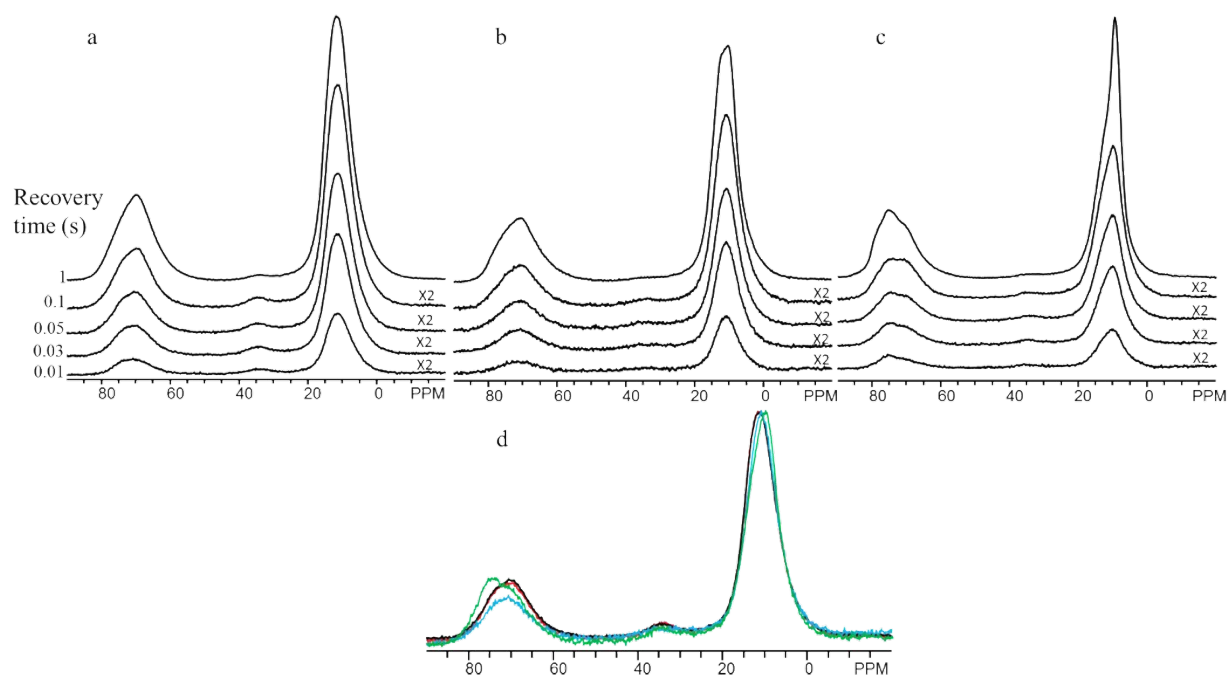 a
b
c
Recovery
time (s)
1
0.1 X2 X2 X2
0.05 X2 X2 X2
0.03 X2 X2 X2
0.01 X2 X2 X2
80 60 40 20 0 PPM
80 60 40 20 0 PPM
80 60 40 20 0 PPM
d
80 60 40 20 0 PPM